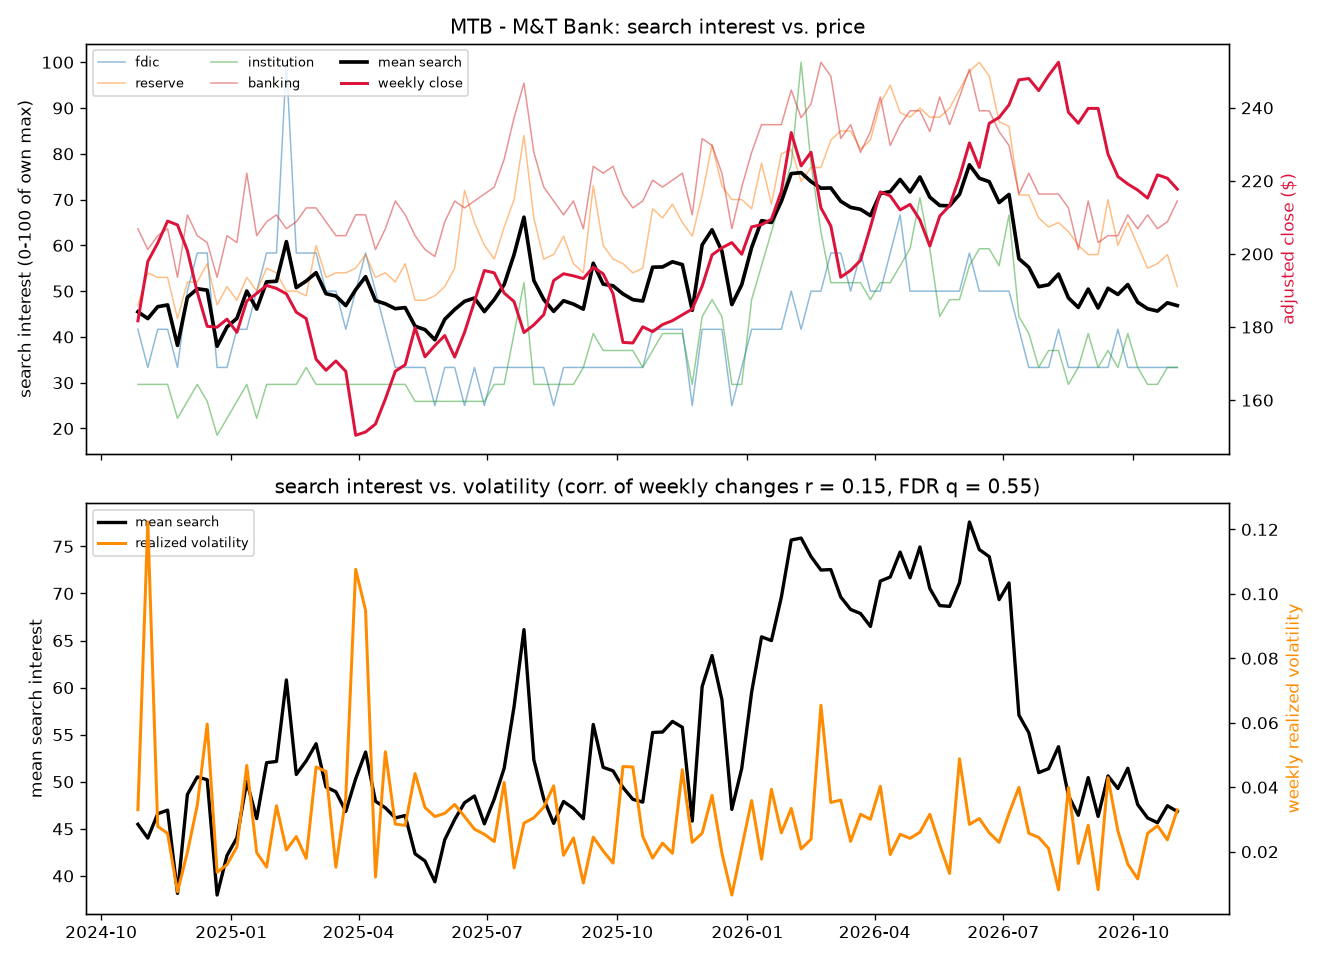 MTB - M&T Bank: search interest vs. price
fdic
reserve
institution
banking
mean search
weekly close
search interest (0-100 of own max)
100
90
80
70
60
50
40
30
20
adjusted close ($)
240
220
200
180
160
search interest vs. volatility (corr. of weekly changes r = 0.15, FDR q = 0.55)
mean search
realized volatility
mean search interest
75
70
65
60
55
50
45
40
weekly realized volatility
0.12
0.10
0.08
0.06
0.04
0.02
2024-10
2025-01
2025-04
2025-07
2025-10
2026-01
2026-04
2026-07
2026-10